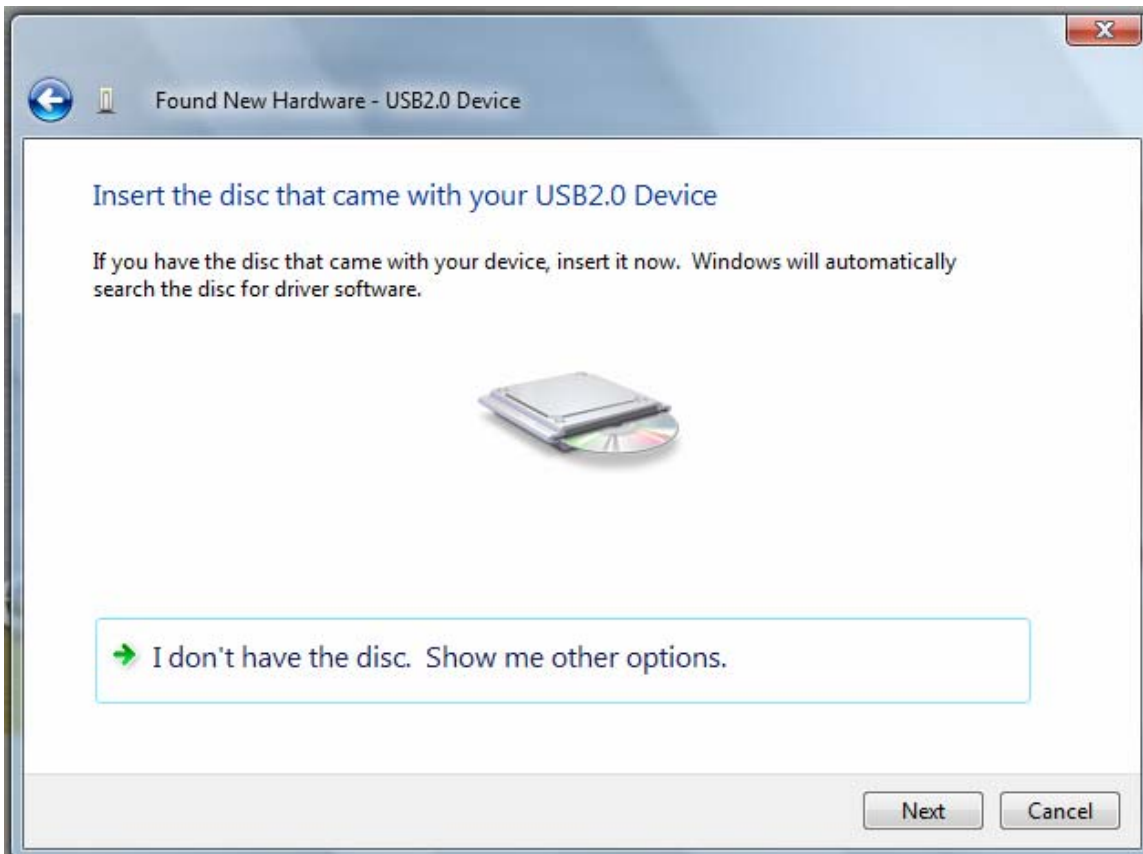 Found New Hardware - USB2.0 Device
Insert the disc that came with your USB2.0 Device
If you have the disc that came with your device, insert it now.  Windows will automatically
search the disc for driver software.
I don't have the disc.  Show me other options.
Next
Cancel